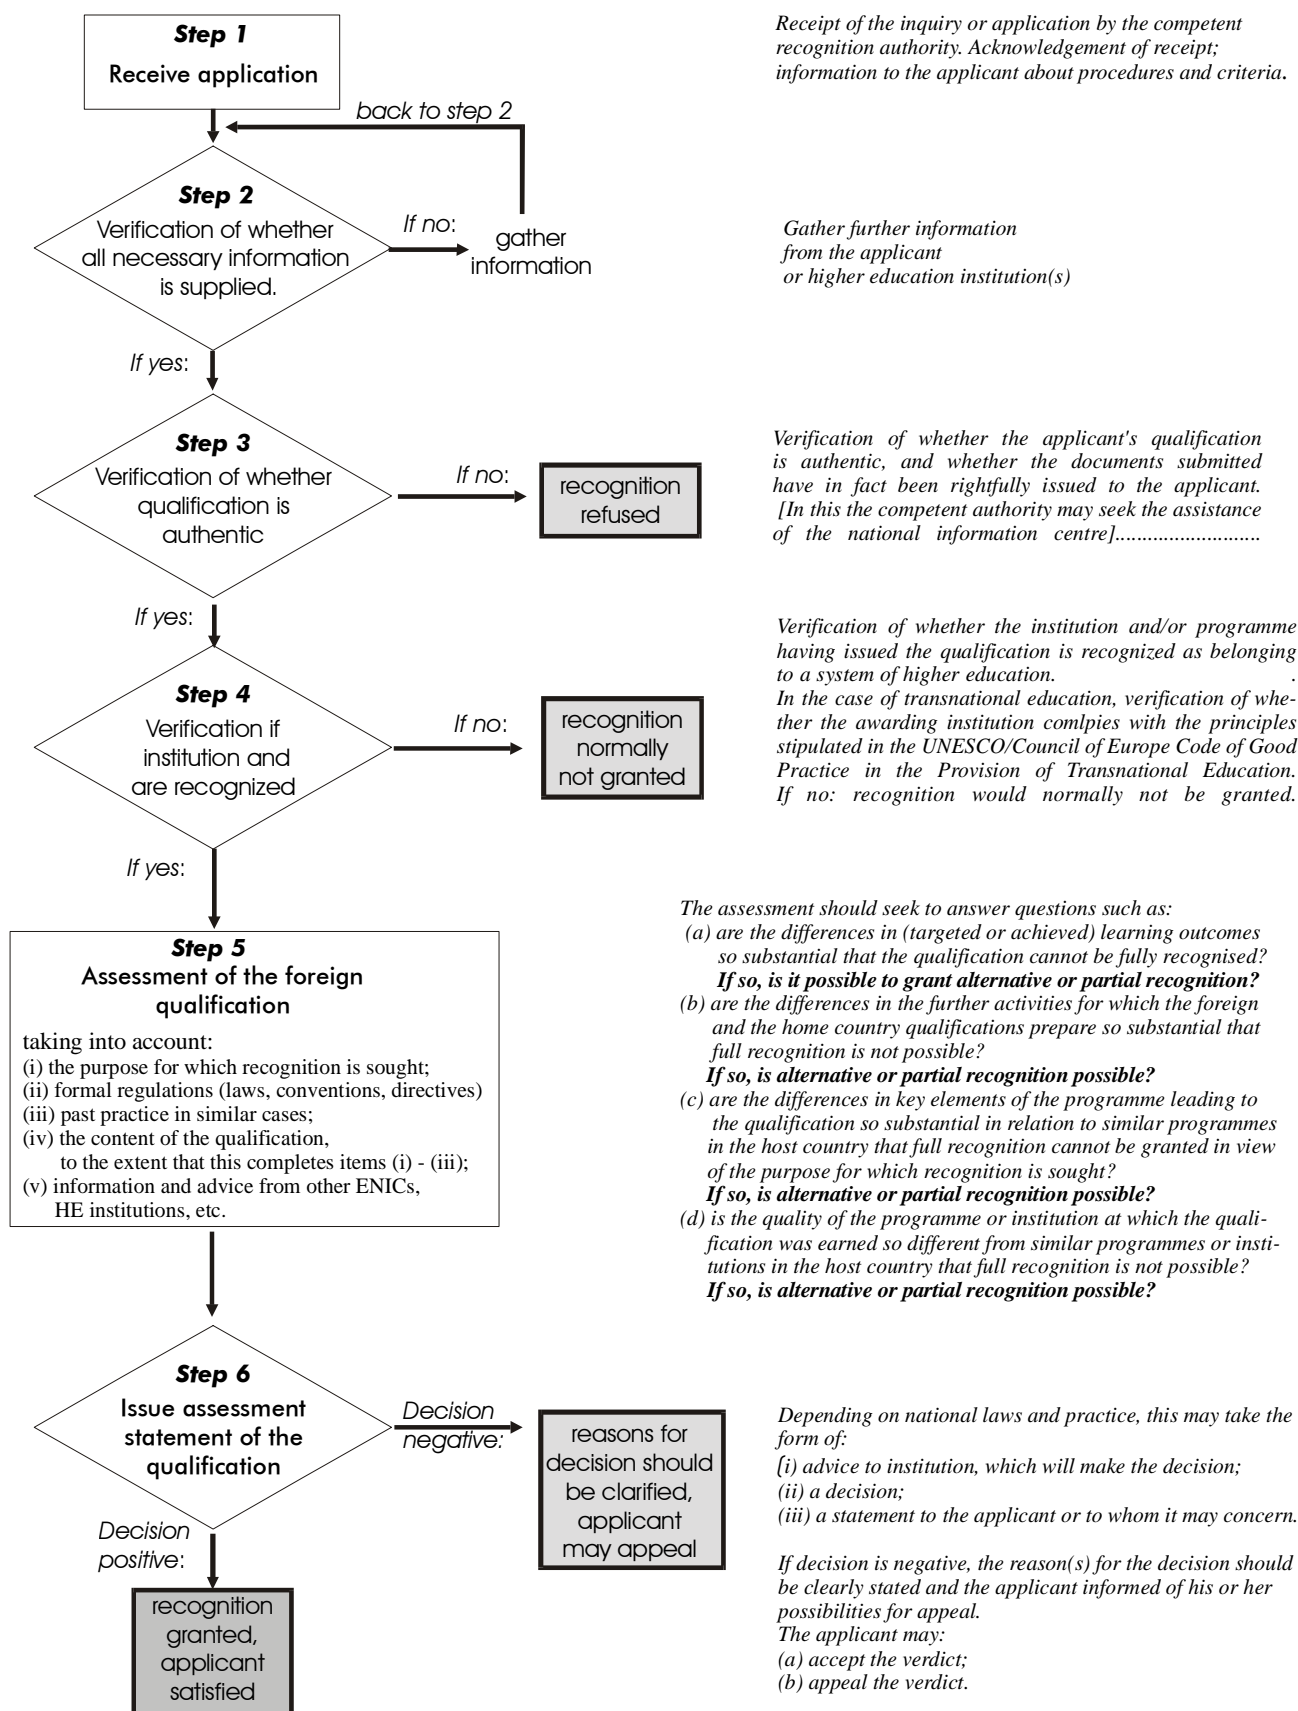 Step 1
Receive application
Receipt of the inquiry or application by the competent
recognition authority. Acknowledgement of receipt;
information to the applicant about procedures and criteria.
back to step 2
Step 2
Verification of whether
all necessary information
is supplied.
If no:
gather
information
Gather further information
from the applicant
or higher education institution(s)
If yes:
Step 3
Verification of whether
qualification is
authentic
If no:
recognition
refused
Verification of whether the applicant's qualification
is authentic, and whether the documents submitted
have in fact been rightfully issued to the applicant.
[In this the competent authority may seek the assistance
of the national information centre]...........................
If yes:
Step 4
Verification if
institution and
are recognized
If no:
recognition
normally
not granted
Verification of whether the institution and/or programme
having issued the qualification is recognized as belonging
to a system of higher education. .
In the case of transnational education, verification of whe-
ther the awarding institution comlpies with the principles
stipulated in the UNESCO/Council of Europe Code of Good
Practice in the Provision of Transnational Education.
If no: recognition would normally not be granted.
If yes:
Step 5
Assessment of the foreign
qualification
taking into account:
(i) the purpose for which recognition is sought;
(ii) formal regulations (laws, conventions, directives)
(iii) past practice in similar cases;
(iv) the content of the qualification,
to the extent that this completes items (i) - (iii);
(v) information and advice from other ENICs,
HE institutions, etc.
The assessment should seek to answer questions such as:
(a) are the differences in (targeted or achieved) learning outcomes
so substantial that the qualification cannot be fully recognised?
If so, is it possible to grant alternative or partial recognition?
(b) are the differences in the further activities for which the foreign
and the home country qualifications prepare so substantial that
full recognition is not possible?
If so, is alternative or partial recognition possible?
(c) are the differences in key elements of the programme leading to
the qualification so substantial in relation to similar programmes
in the host country that full recognition cannot be granted in view
of the purpose for which recognition is sought?
If so, is alternative or partial recognition possible?
(d) is the quality of the programme or institution at which the quali-
fication was earned so different from similar programmes or insti-
tutions in the host country that full recognition is not possible?
If so, is alternative or partial recognition possible?
Step 6
Issue assessment
statement of the
qualification
Decision
negative:
reasons for
decision should
be clarified,
applicant
may appeal
Depending on national laws and practice, this may take the
form of:
(i) advice to institution, which will make the decision;
(ii) a decision;
(iii) a statement to the applicant or to whom it may concern.
If decision is negative, the reason(s) for the decision should
be clearly stated and the applicant informed of his or her
possibilities for appeal.
The applicant may:
(a) accept the verdict;
(b) appeal the verdict.
Decision
positive:
recognition
granted,
applicant
satisfied